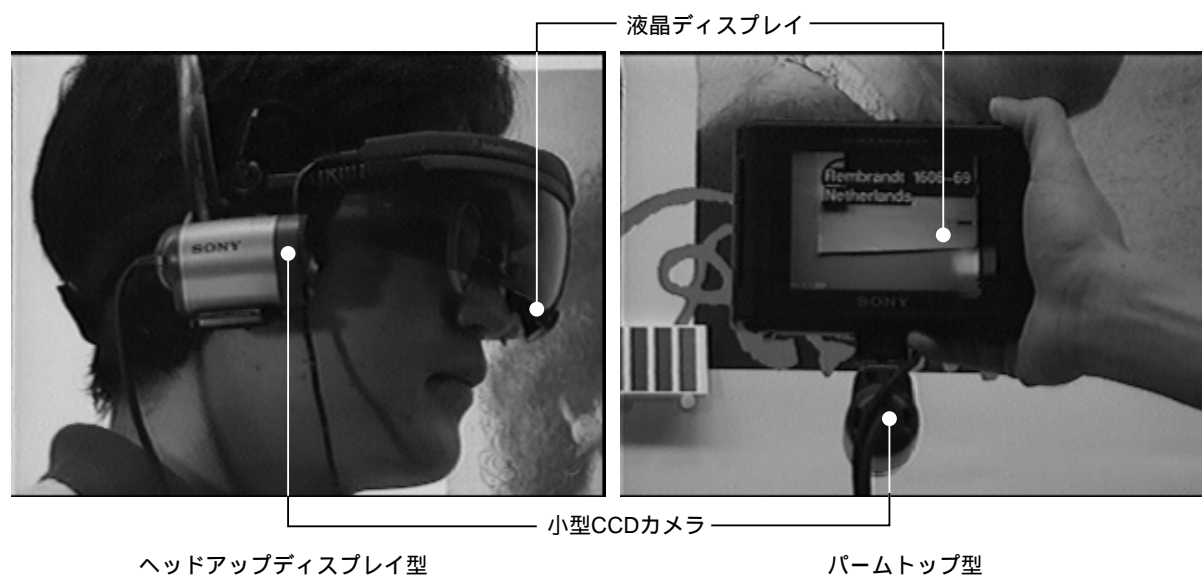 液晶ディスプレイ
SONY
Rembrandt 1606-69
Netherlands
SONY
小型CCDカメラ
ヘッドアップディスプレイ型
パームトップ型